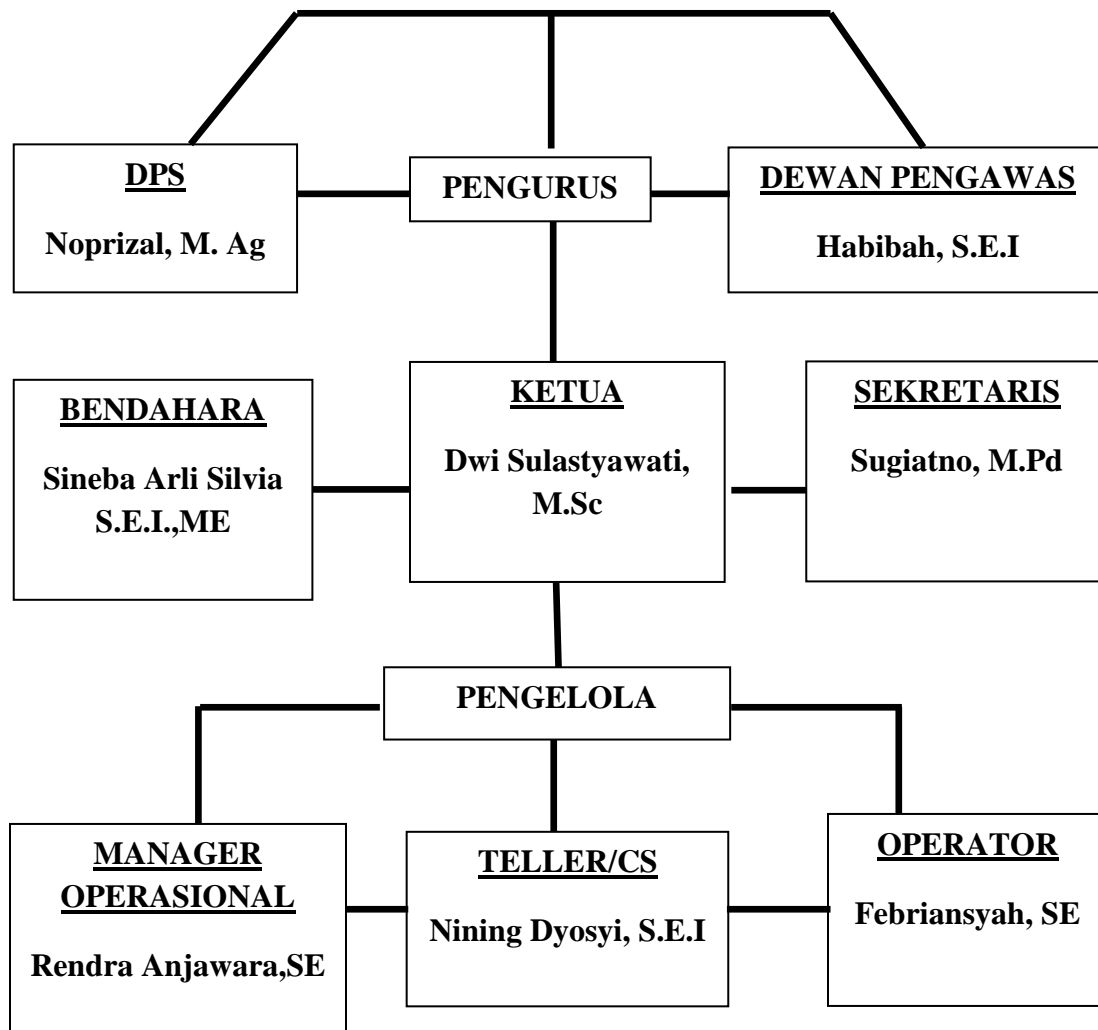 DPS
Noprizal, M. Ag
PENGURUS
DEWAN PENGAWAS
Habibah, S.E.I
BENDAHARA
Sineba Arli Silvia
S.E.I.,ME
KETUA
Dwi Sulastyawati,
M.Sc
SEKRETARIS
Sugiatno, M.Pd
PENGELOLA
MANAGER
OPERASIONAL
Rendra Anjawara,SE
TELLER/CS
Nining Dyosyi, S.E.I
OPERATOR
Febriansyah, SE